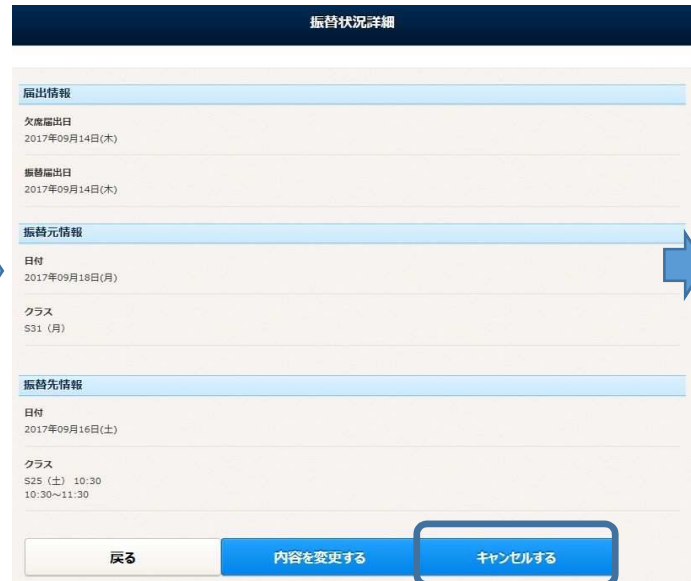 振替状況詳細
届出情報
欠席届出日
2017年09月14日(木)
振替届出日
2017年09月14日(木)
振替元情報
日付
2017年09月18日(月)
クラス
S31（月）
振替先情報
日付
2017年09月16日(土)
クラス
S25（土） 10:30
10:30～11:30
戻る 内容を変更する キャンセルする